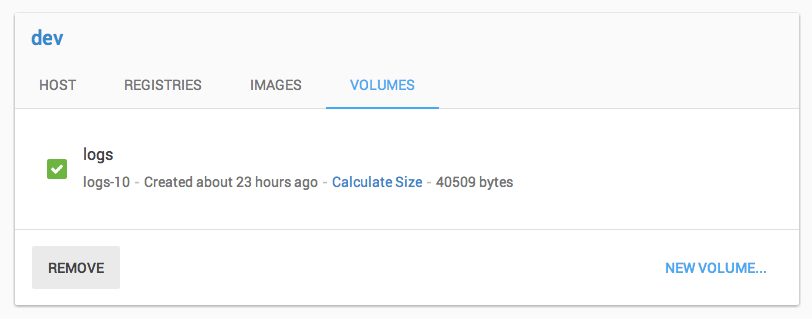 dev
HOST REGISTRIES IMAGES VOLUMES
logs
logs-10 - Created about 23 hours ago - Calculate Size - 40509 bytes
REMOVE NEW VOLUME...